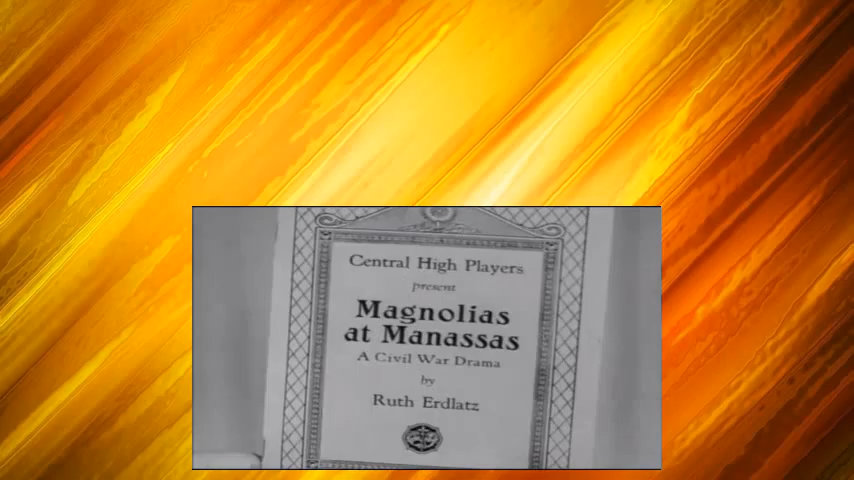 Central High Players
present
Magnolias
at Manassas
A Civil War Drama
by
Ruth Erdlatz